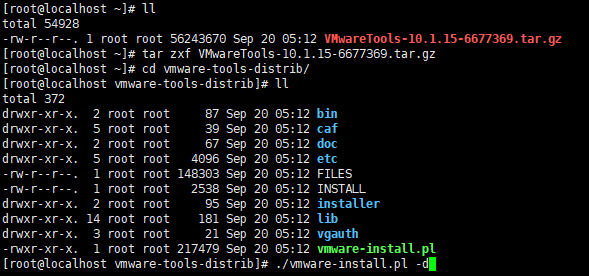 [root@localhost ~]# ll
total 54928
-rw-r--r--. 1 root root 56243670 Sep 20 05:12 VMwareTools-10.1.15-6677369.tar.gz
[root@localhost ~]# tar zxf VMwareTools-10.1.15-6677369.tar.gz
[root@localhost ~]# cd vmware-tools-distrib/
[root@localhost vmware-tools-distrib]# ll
total 372
drwxr-xr-x.  2 root root     87 Sep 20 05:12 bin
drwxr-xr-x.  5 root root     39 Sep 20 05:12 caf
drwxr-xr-x.  2 root root     67 Sep 20 05:12 doc
drwxr-xr-x.  5 root root   4096 Sep 20 05:12 etc
-rw-r--r--.  1 root root 148303 Sep 20 05:12 FILES
-rw-r--r--.  1 root root   2538 Sep 20 05:12 INSTALL
drwxr-xr-x.  2 root root     95 Sep 20 05:12 installer
drwxr-xr-x. 14 root root    181 Sep 20 05:12 lib
drwxr-xr-x.  3 root root     21 Sep 20 05:12 vgauth
-rwxr-xr-x.  1 root root 217479 Sep 20 05:12 vmware-install.pl
[root@localhost vmware-tools-distrib]# ./vmware-install.pl -d